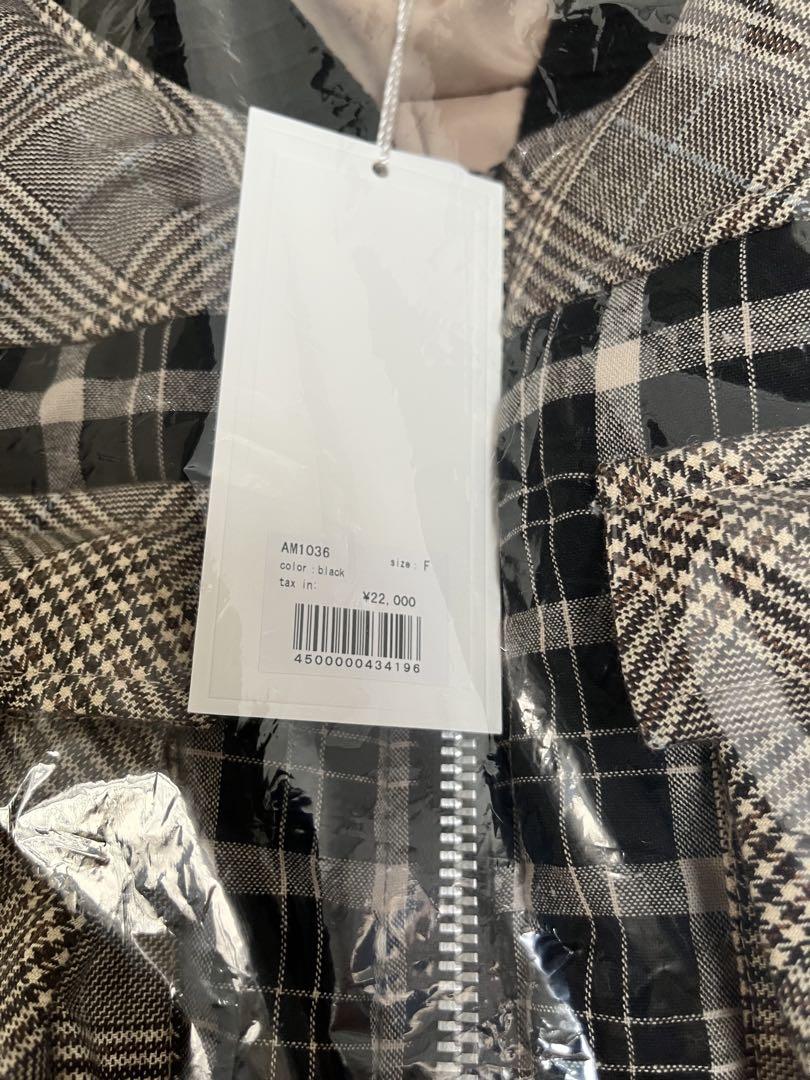 AM1036
size: F
color:black
tax in:
¥22,000
4500000434196